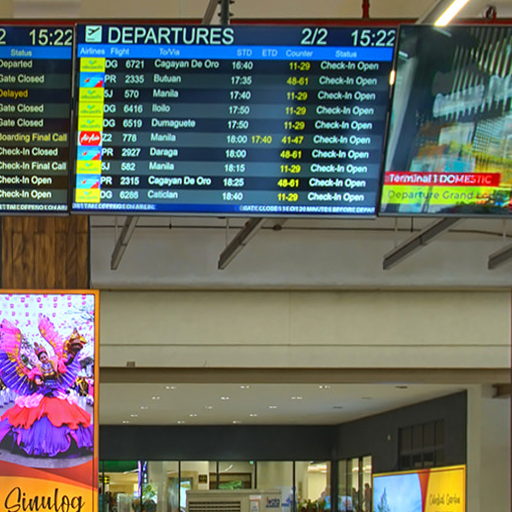 2 15:22
Status
Departed
Gate Closed
Delayed
Gate Closed
Gate Closed
Boarding Final Call
Check-In Closed
Check-In Final Call
Check-In Open
Check-In Open
DEPARTURES 2/2 15:22
Airlines Flight To/Via STD ETD Counter Status
DG 6721 Cagayan De Oro 16:40 11-29 Check-In Open
PR 2335 Butuan 17:35 48-61 Check-In Open
5J 570 Manila 17:40 11-29 Check-In Open
DG 6416 Iloilo 17:50 11-29 Check-In Open
DG 6519 Dumaguete 17:50 11-29 Check-In Open
AirAsia Z2 778 Manila 18:00 17:40 41-47 Check-In Open
PR 2927 Daraga 18:00 48-61 Check-In Open
5J 582 Manila 18:15 11-29 Check-In Open
PR 2315 Cagayan De Oro 18:25 48-61 Check-In Open
DG 6286 Caticlan 18:40 11-29 Check-In Open
Terminal 1 DOMESTIC
Departure Grand
Sinulog